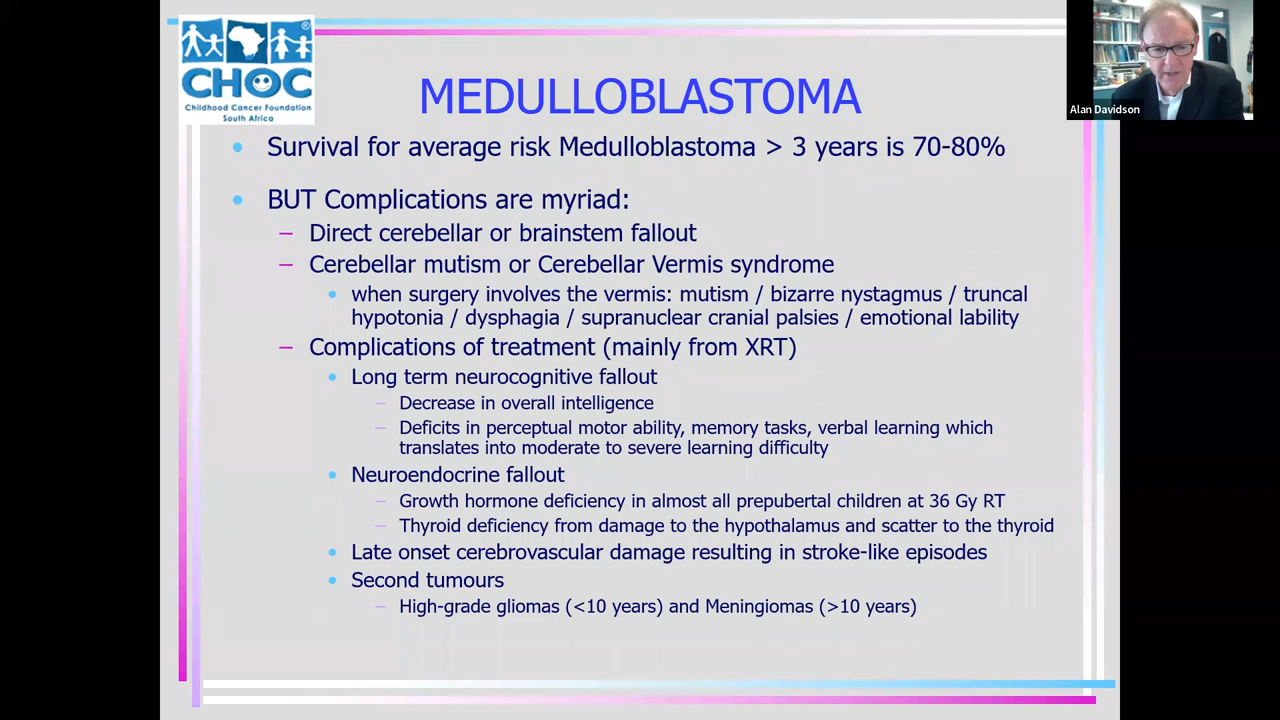 CHOC
®
Childhood Cancer Foundation
South Africa
Alan Davidson
MEDULLOBLASTOMA
• Survival for average risk Medulloblastoma > 3 years is 70-80%
• BUT Complications are myriad:
– Direct cerebellar or brainstem fallout
– Cerebellar mutism or Cerebellar Vermis syndrome
• when surgery involves the vermis: mutism / bizarre nystagmus / truncal
hypotonia / dysphagia / supranuclear cranial palsies / emotional lability
– Complications of treatment (mainly from XRT)
• Long term neurocognitive fallout
– Decrease in overall intelligence
– Deficits in perceptual motor ability, memory tasks, verbal learning which
translates into moderate to severe learning difficulty
• Neuroendocrine fallout
– Growth hormone deficiency in almost all prepubertal children at 36 Gy RT
– Thyroid deficiency from damage to the hypothalamus and scatter to the thyroid
• Late onset cerebrovascular damage resulting in stroke-like episodes
• Second tumours
– High-grade gliomas (<10 years) and Meningiomas (>10 years)